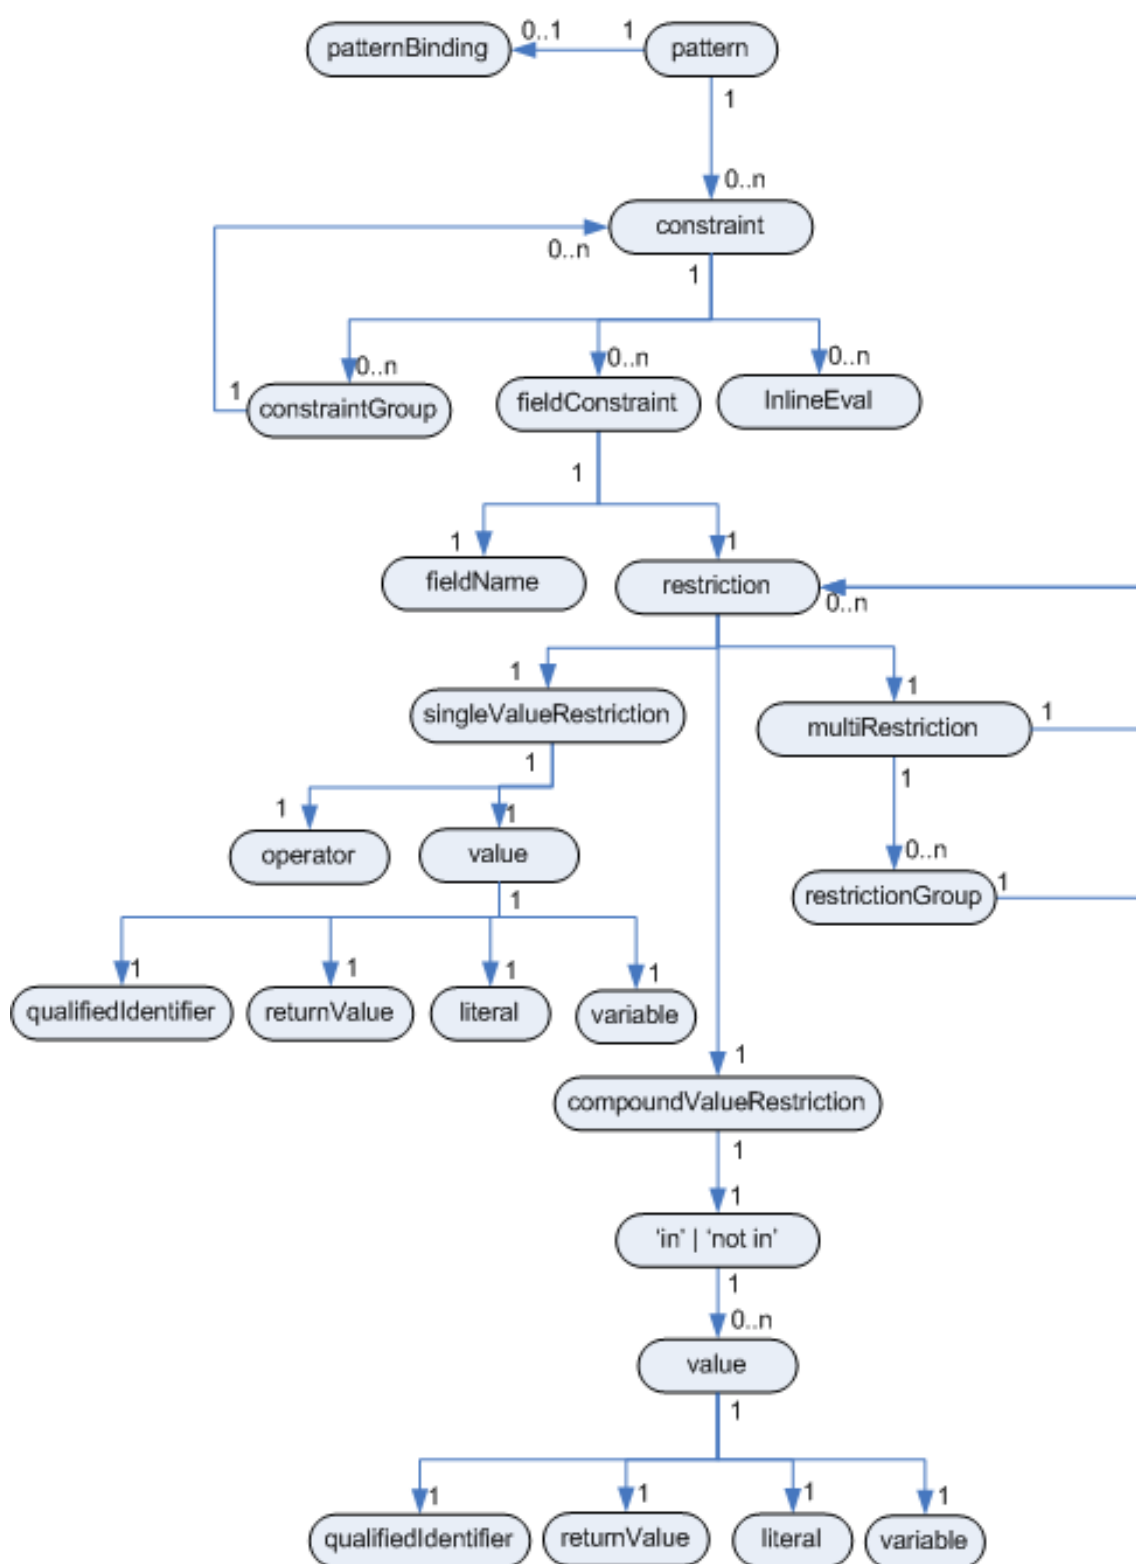 patternBinding 0..1 1 pattern
1
0..n
constraint
0..n 1
0..n 0..n 0..n
1 constraintGroup fieldConstraint InlineEval
1
1 1
fieldName restriction 0..n
1 1
singleValueRestriction multiRestriction 1
1 1
1 1
operator value 0..n
restrictionGroup 1
1
1 1 1 1
qualifiedIdentifier returnValue literal variable
1
compoundValueRestriction
1
1
'in' | 'not in'
1
0..n
value
1
1 1 1 1
qualifiedIdentifier returnValue literal variable